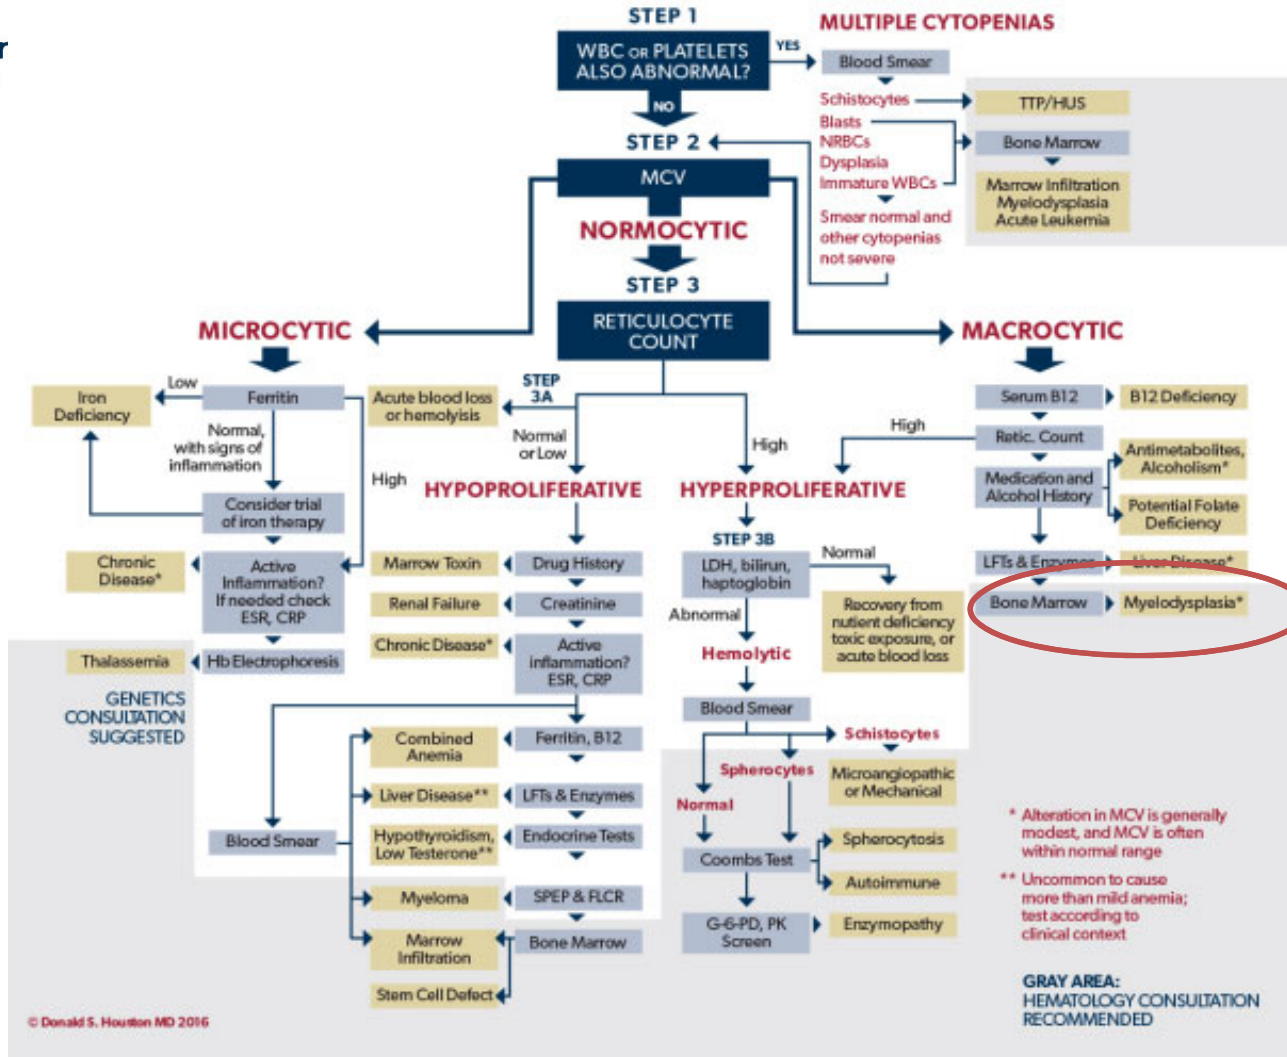 r
STEP 1
WBC OR PLATELETS
ALSO ABNORMAL?
YES
NO
MULTIPLE CYTOPENIAS
Blood Smear
Schistocytes
TTP/HUS
Blasts
NRBCs
Dysplasia
Immature WBCs
Bone Marrow
Marrow Infiltration
Myelodysplasia
Acute Leukemia
Smear normal and
other cytopenias
not severe
STEP 2
MCV
NORMOCYTIC
STEP 3
RETICULOCYTE
COUNT
MICROCYTIC
Low
Ferritin
Iron
Deficiency
Normal,
with signs of
inflammation
High
Consider trial
of iron therapy
Chronic
Disease*
Active
Inflammation?
If needed check
ESR, CRP
Thalassemia
Hb Electrophoresis
GENETICS
CONSULTATION
SUGGESTED
STEP
3A
Acute blood loss
or hemolyisis
Normal
or Low
High
HYPOPROLIFERATIVE
Marrow Toxin
Drug History
Renal Failure
Creatinine
Chronic Disease*
Active
inflammation?
ESR, CRP
Combined
Anemia
Ferritin, B12
Liver Disease**
LFTs & Enzymes
Blood Smear
Hypothyroidism,
Low Testerone**
Endocrine Tests
Myeloma
SPEP & FLCR
Marrow
Infiltration
Bone Marrow
Stem Cell Defect
HYPERPROLIFERATIVE
STEP 3B
LDH, bilirun,
haptoglobin
Normal
Recovery from
nutient deficiency
toxic exposure, or
acute blood loss
Abnormal
Hemolytic
Blood Smear
Schistocytes
Spherocytes
Normal
Microangiopathic
or Mechanical
Coombs Test
Spherocytosis
Autoimmune
G-6-PD, PK
Screen
Enzymopathy
MACROCYTIC
Serum B12
B12 Deficiency
High
Retic. Count
Medication and
Alcohol History
Antimetabolites,
Alcoholism*
Potential Folate
Deficiency
LFTs & Enzymes
Liver Disease*
Bone Marrow
Myelodysplasia*
* Alteration in MCV is generally
modest, and MCV is often
within normal range
** Uncommon to cause
more than mild anemia;
test according to
clinical context
GRAY AREA:
HEMATOLOGY CONSULTATION
RECOMMENDED
© Donald S. Houston MD 2016